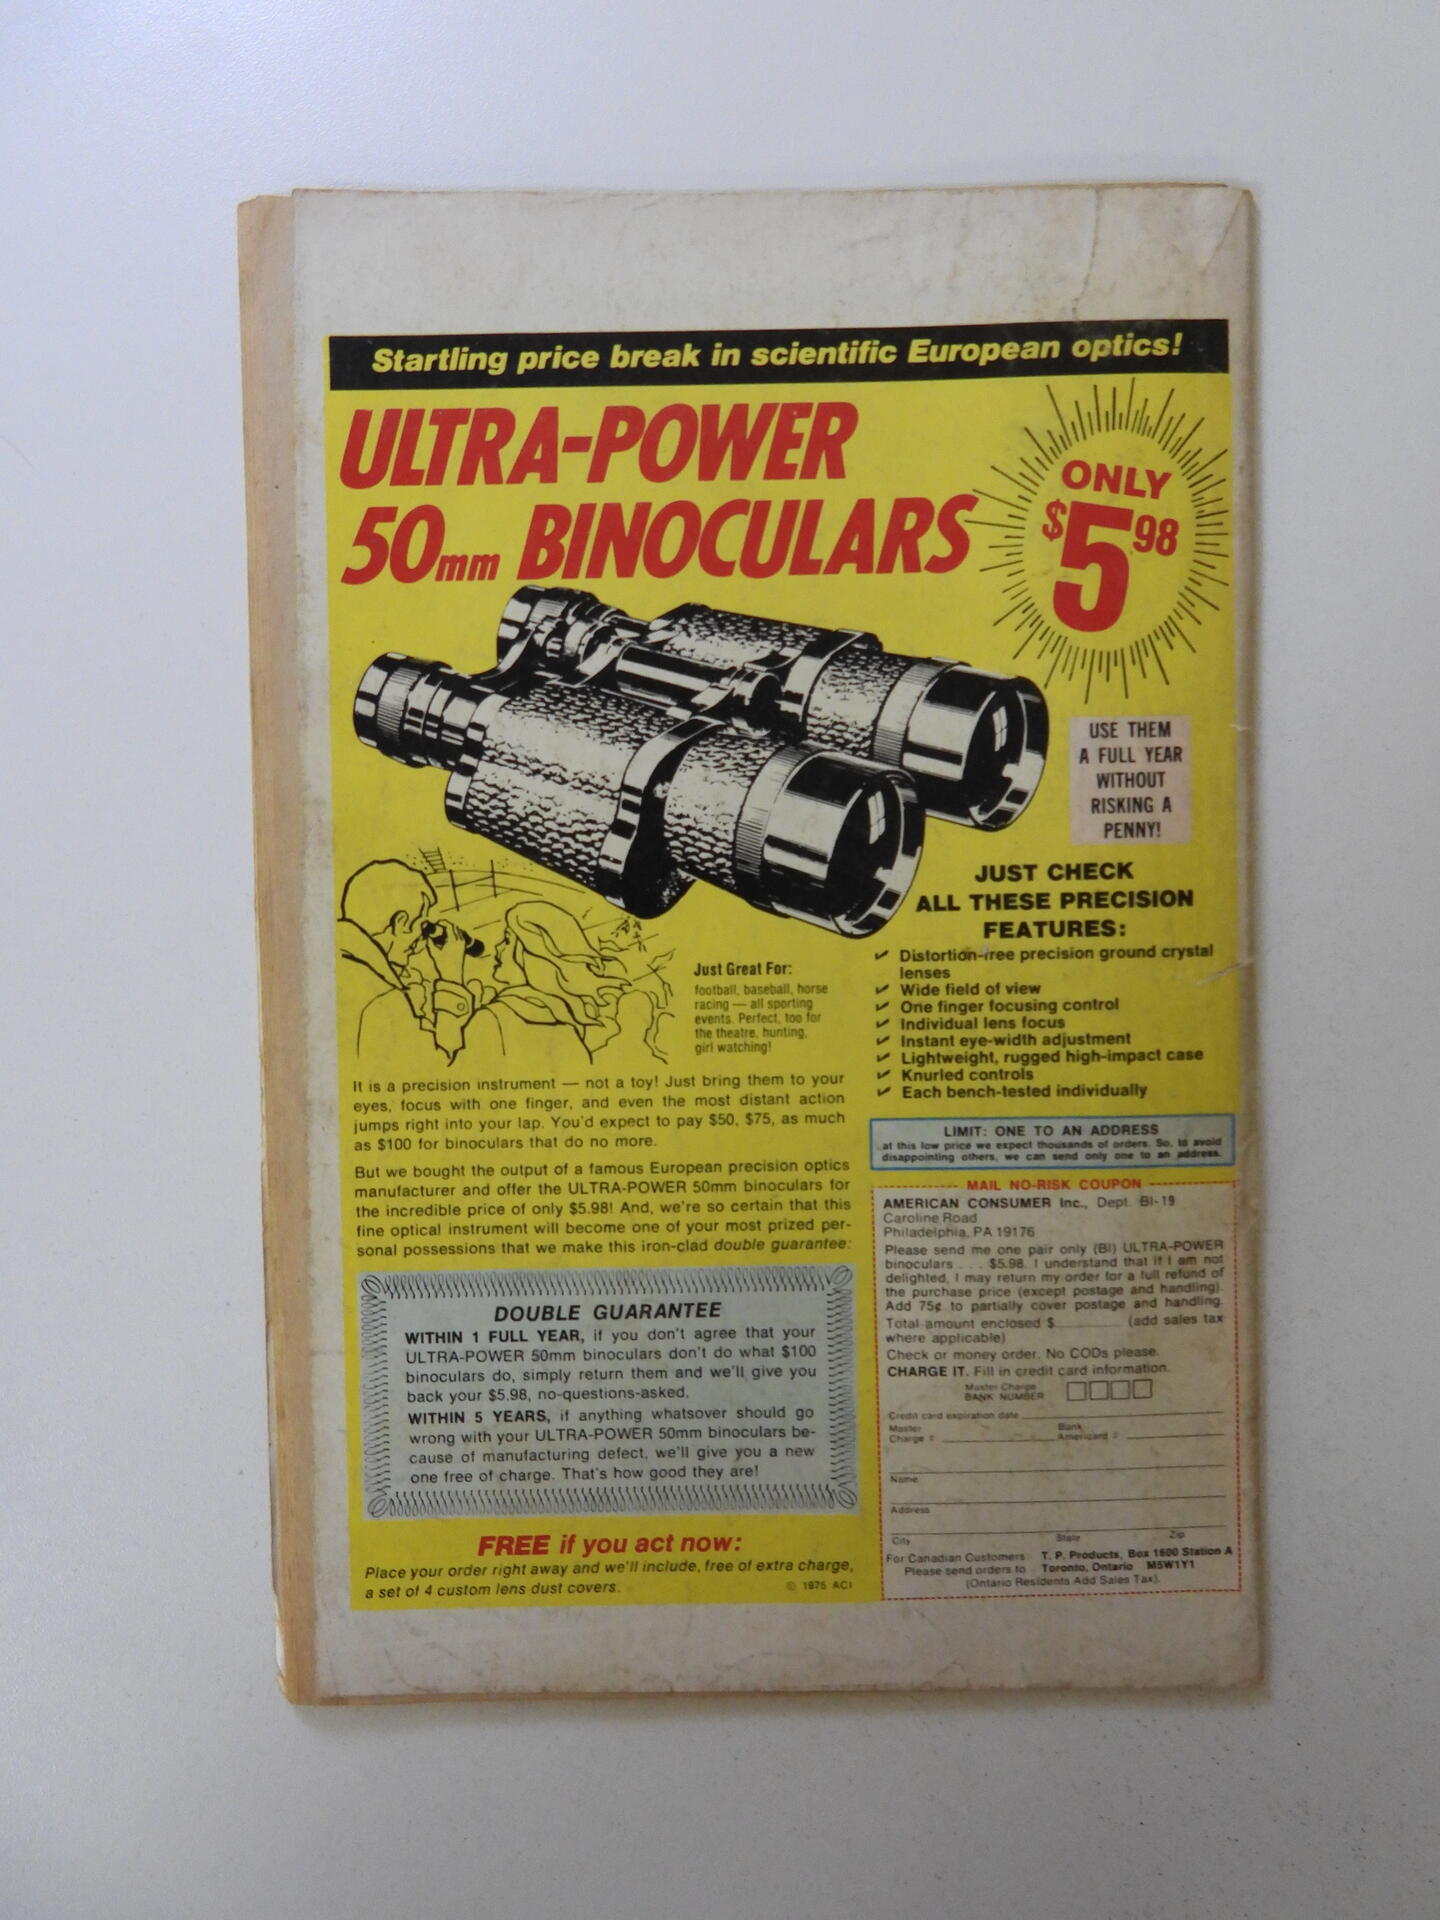 Startling price break in scientific European optics!
ULTRA-POWER
50mm BINOCULARS
ONLY
$5.98
USE THEM
A FULL YEAR
WITHOUT
RISKING A
PENNY!
JUST CHECK
ALL THESE PRECISION
FEATURES:
✔ Distortion-free precision ground crystal
lenses
✔ Wide field of view
✔ One finger focusing control
✔ Individual lens focus
✔ Instant eye-width adjustment
✔ Lightweight, rugged high-impact case
✔ Knurled controls
✔ Each bench-tested individually
Just Great For:
football, baseball, horse
racing — all sporting
events. Perfect, too for
the theatre, hunting,
girl watching!
It is a precision instrument — not a toy! Just bring them to your
eyes, focus with one finger, and even the most distant action
jumps right into your lap. You'd expect to pay $50, $75, as much
as $100 for binoculars that do no more.
But we bought the output of a famous European precision optics
manufacturer and offer the ULTRA-POWER 50mm binoculars for
the incredible price of only $5.98! And, we're so certain that this
fine optical instrument will become one of your most prized per-
sonal possessions that we make this iron-clad double guarantee:
DOUBLE GUARANTEE
WITHIN 1 FULL YEAR, if you don't agree that your
ULTRA-POWER 50mm binoculars don't do what $100
binoculars do, simply return them and we'll give you
back your $5.98, no-questions-asked.
WITHIN 5 YEARS, if anything whatsover should go
wrong with your ULTRA-POWER 50mm binoculars be-
cause of manufacturing defect, we'll give you a new
one free of charge. That's how good they are!
FREE if you act now:
Place your order right away and we'll include, free of extra charge,
a set of 4 custom lens dust covers.
© 1975 ACI
LIMIT: ONE TO AN ADDRESS
at this low price we expect thousands of orders. So, to avoid
disappointing others, we can send only one to an address.
MAIL NO-RISK COUPON
AMERICAN CONSUMER Inc., Dept. BI-19
Caroline Road
Philadelphia, PA 19176
Please send me one pair only (BI) ULTRA-POWER
binoculars . . . $5.98. I understand that if I am not
delighted, I may return my order for a full refund of
the purchase price (except postage and handling).
Add 75¢ to partially cover postage and handling.
Total amount enclosed $________ (add sales tax
where applicable)
Check or money order. No CODs please.
CHARGE IT. Fill in credit card information.
Master Charge
BANK NUMBER
Credit card expiration date
Master
Charge #
Bank
Americard #
Name
Address
City State Zip
For Canadian Customers T. P. Products, Box 1600 Station A
Please send orders to Toronto, Ontario M5W1Y1
(Ontario Residents Add Sales Tax).